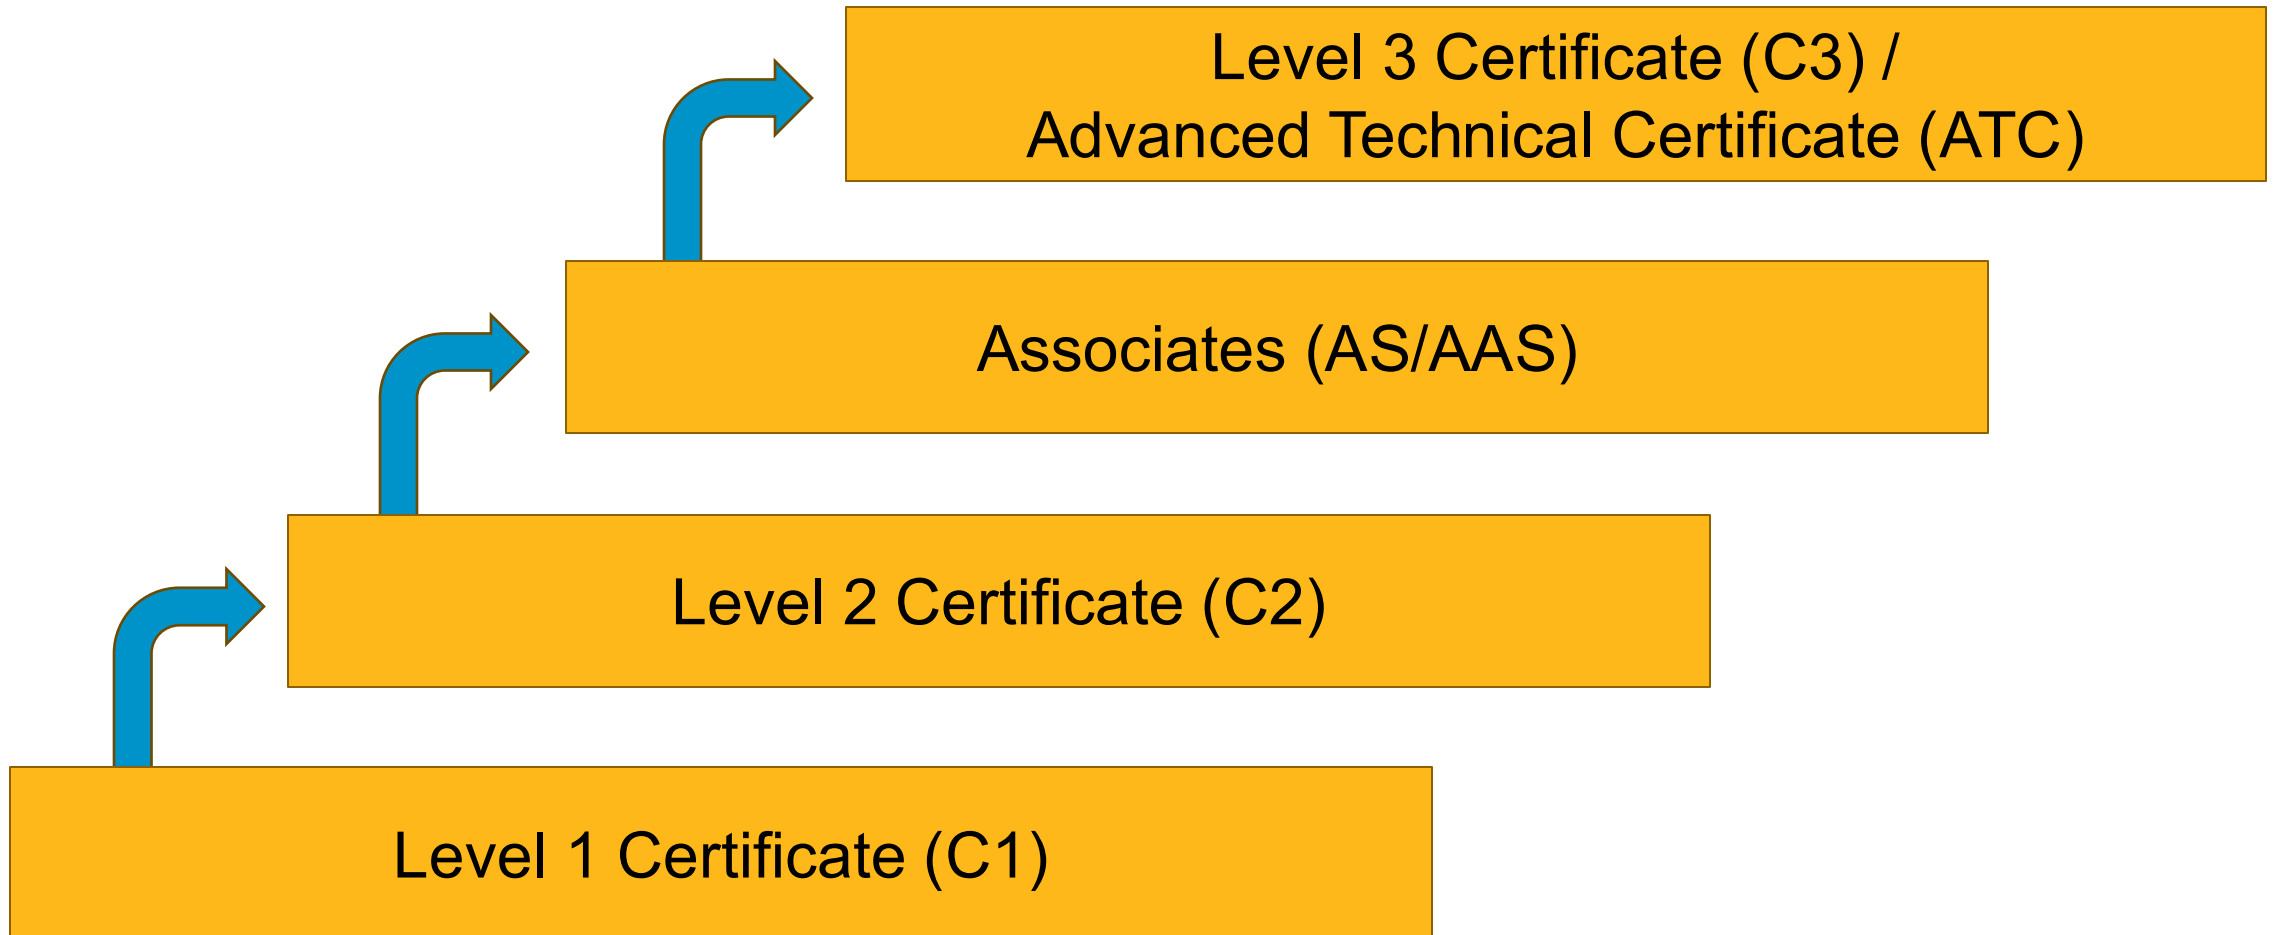 Level 3 Certificate (C3) /
Advanced Technical Certificate (ATC)
Associates (AS/AAS)
Level 2 Certificate (C2)
Level 1 Certificate (C1)